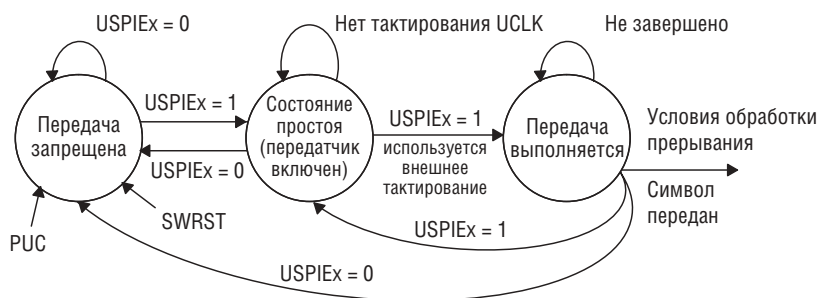 USPIEx = 0
Нет тактирования UCLK
Не завершено
Передача
запрещена
USPIEx = 1
USPIEx = 0
Состояние
простоя
(передатчик
включен)
USPIEx = 1
используется
внешнее
тактирование
Передача
выполняется
Условия обработки
прерывания
Символ
передан
PUC
SWRST
USPIEx = 1
USPIEx = 0